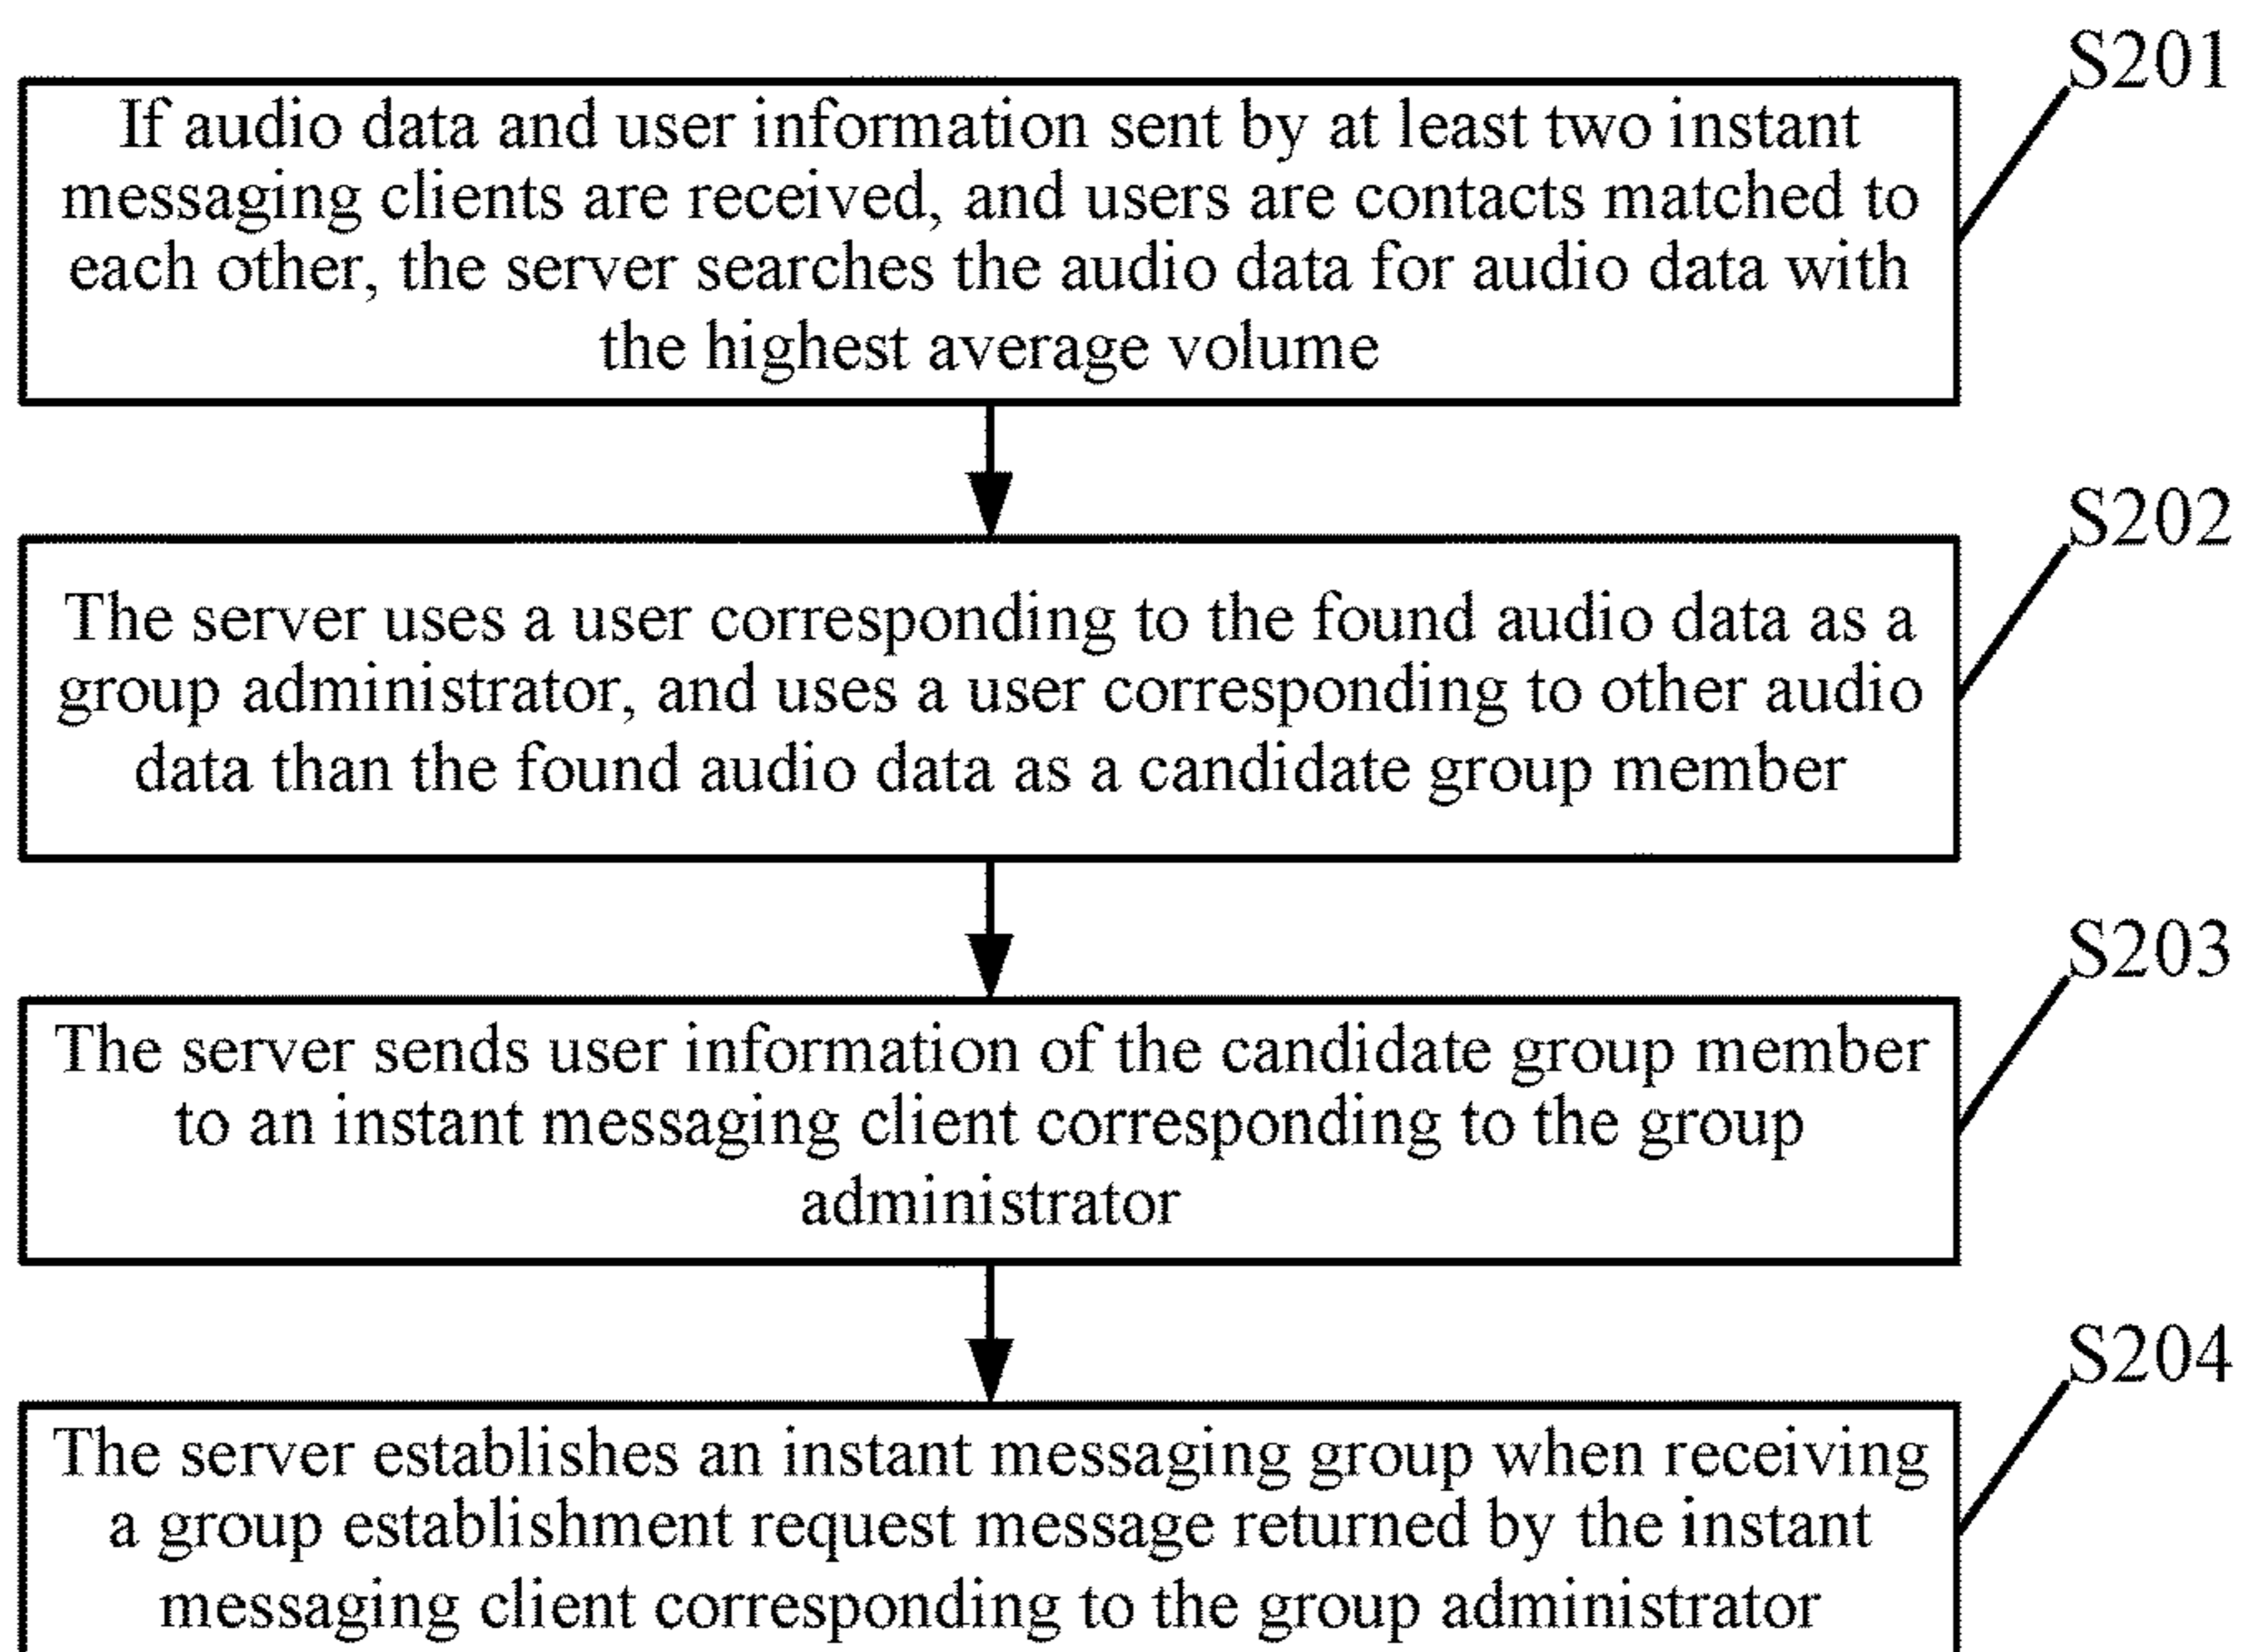 S201
If audio data and user information sent by at least two instant
messaging clients are received, and users are contacts matched to
each other, the server searches the audio data for audio data with
the highest average volume
S202
The server uses a user corresponding to the found audio data as a
group administrator, and uses a user corresponding to other audio
data than the found audio data as a candidate group member
S203
The server sends user information of the candidate group member
to an instant messaging client corresponding to the group
administrator
S204
The server establishes an instant messaging group when receiving
a group establishment request message returned by the instant
messaging client corresponding to the group administrator